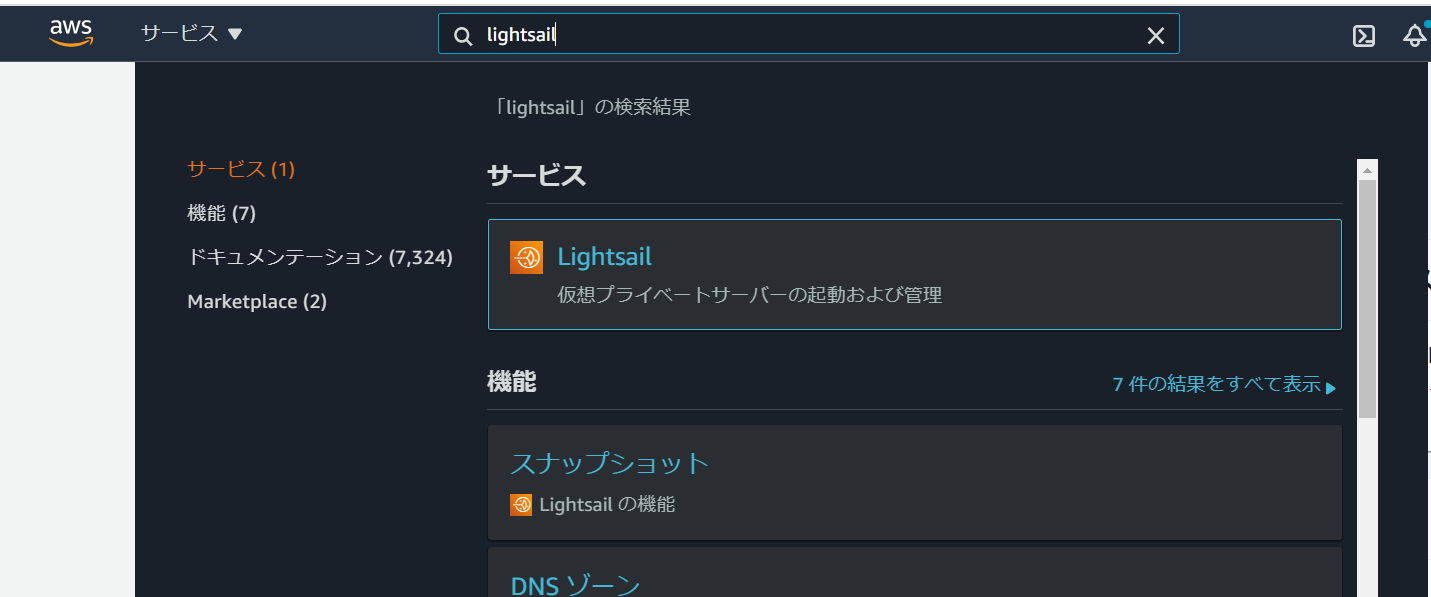 aws サービス ▼ lightsail
「lightsail」の検索結果
サービス (1)
機能 (7)
ドキュメンテーション (7,324)
Marketplace (2)
サービス
Lightsail
仮想プライベートサーバーの起動および管理
機能 7 件の結果をすべて表示
スナップショット
Lightsail の機能
DNS ゾーン